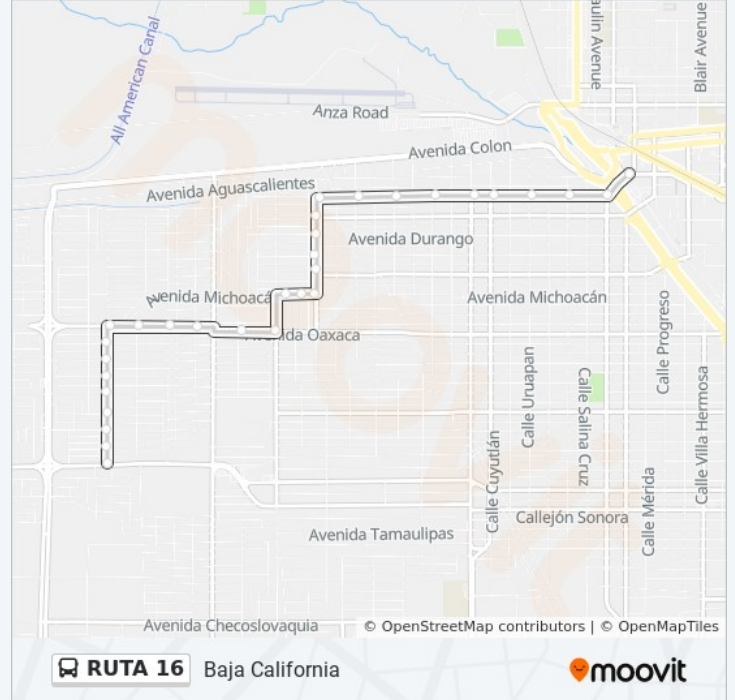 aulin Avenue
Blair Avenue
All American Canal
Anza Road
Avenida Colon
Avenida Aguascalientes
Avenida Durango
Avenida Michoacá
Avenida Michoacán
Avenida Oaxaca
Calle Progreso
Calle Uruapan
Calle Salina Cruz
Calle Villa Hermosa
Calle Cuyutlán
Calle Mérida
Callejón Sonora
Avenida Tamaulipas
Avenida Checoslovaquia
© OpenStreetMap contributors | © OpenMapTiles
RUTA 16
Baja California
moovit